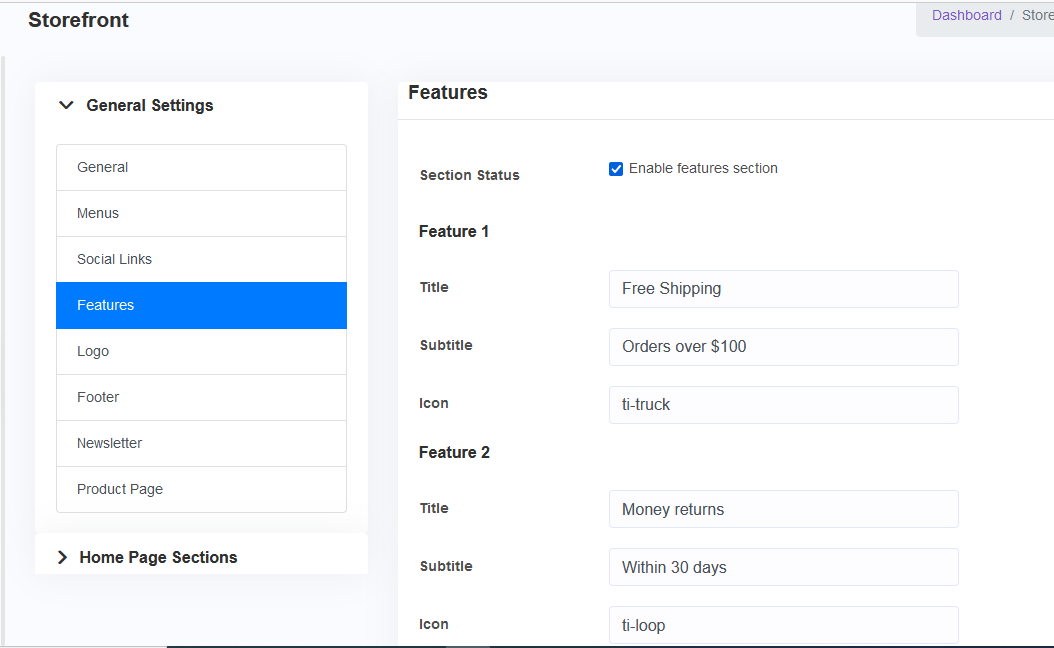 Storefront
Dashboard / Store
General Settings
General
Menus
Social Links
Features
Logo
Footer
Newsletter
Product Page
Home Page Sections
Features
Section Status
Enable features section
Feature 1
Title
Free Shipping
Subtitle
Orders over $100
Icon
ti-truck
Feature 2
Title
Money returns
Subtitle
Within 30 days
Icon
ti-loop